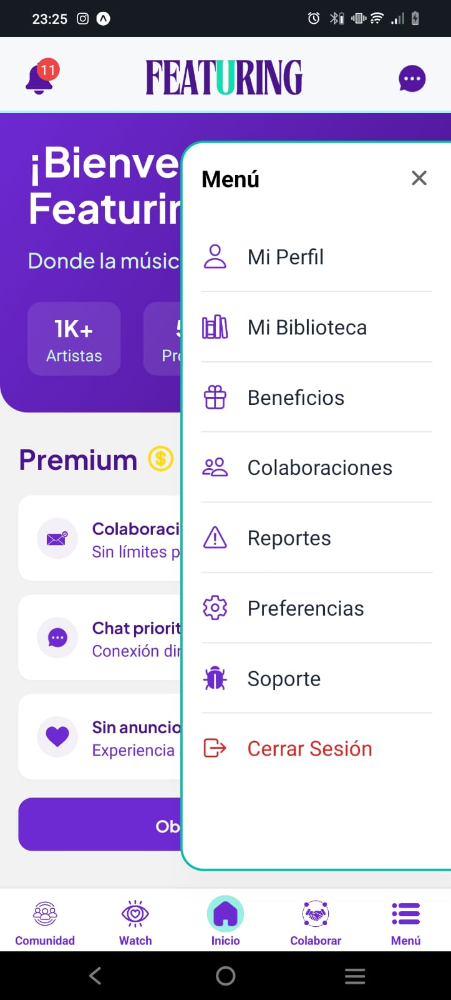 23:25
11
FEATURING
¡Bienve
Featurir
Donde la músic
1K+
Artistas
Pro
Menú
Mi Perfil
Mi Biblioteca
Beneficios
Colaboraciones
Reportes
Preferencias
Soporte
Cerrar Sesión
Premium
Colaboraci
Sin límites p
Chat priorit
Conexión dir
Sin anuncio
Experiencia
Ob
Comunidad
Watch
Inicio
Colaborar
Menú